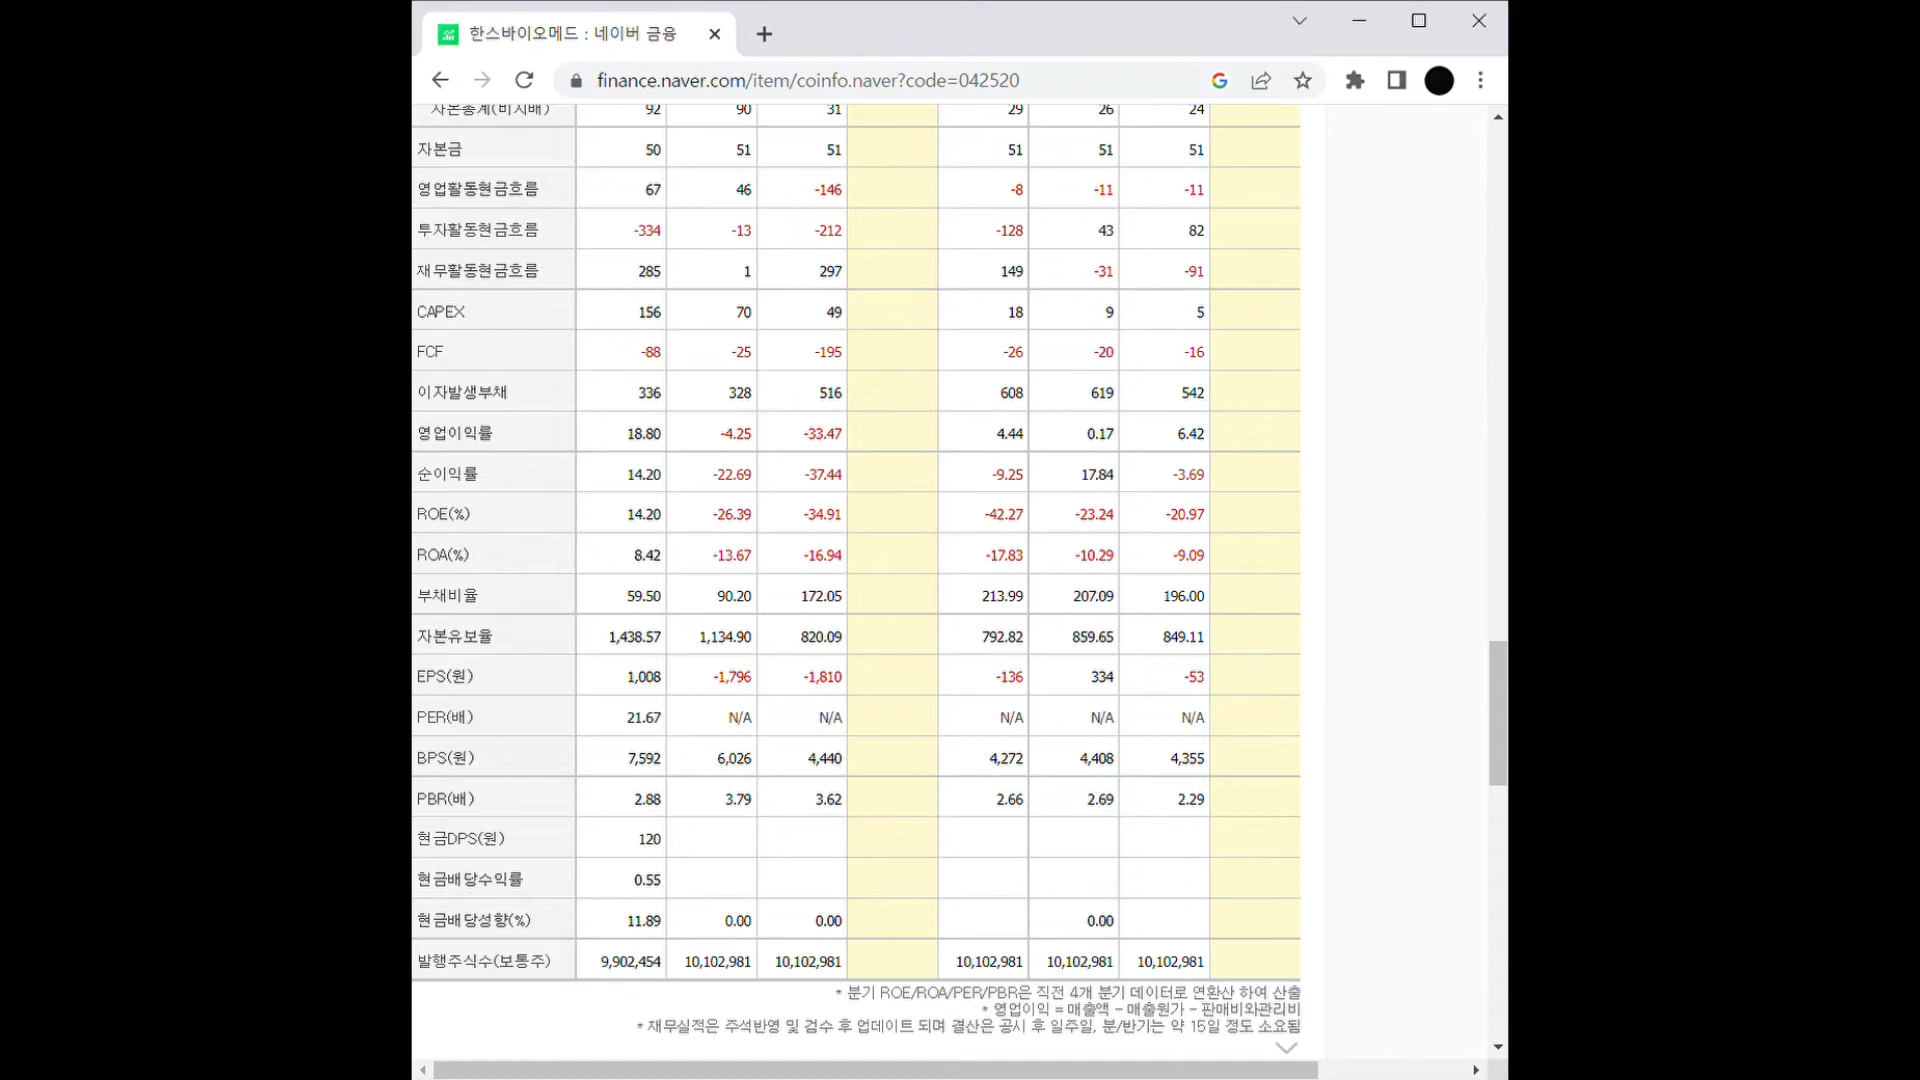 한스바이오메드 : 네이버 금융
finance.naver.com/item/coinfo.naver?code=042520
자본총계(비지배) 92 90 31 29 26 24
자본금 50 51 51 51 51 51
영업활동현금흐름 67 46 -146 -8 -11 -11
투자활동현금흐름 -334 -13 -212 -128 43 82
재무활동현금흐름 285 1 297 149 -31 -91
CAPEX 156 70 49 18 9 5
FCF -88 -25 -195 -26 -20 -16
이자발생부채 336 328 516 608 619 542
영업이익률 18.80 -4.25 -33.47 4.44 0.17 6.42
순이익률 14.20 -22.69 -37.44 -9.25 17.84 -3.69
ROE(%) 14.20 -26.39 -34.91 -42.27 -23.24 -20.97
ROA(%) 8.42 -13.67 -16.94 -17.83 -10.29 -9.09
부채비율 59.50 90.20 172.05 213.99 207.09 196.00
자본유보율 1,438.57 1,134.90 820.09 792.82 859.65 849.11
EPS(원) 1,008 -1,796 -1,810 -136 334 -53
PER(배) 21.67 N/A N/A N/A N/A N/A
BPS(원) 7,592 6,026 4,440 4,272 4,408 4,355
PBR(배) 2.88 3.79 3.62 2.66 2.69 2.29
현금DPS(원) 120
현금배당수익률 0.55
현금배당성향(%) 11.89 0.00 0.00 0.00
발행주식수(보통주) 9,902,454 10,102,981 10,102,981 10,102,981 10,102,981 10,102,981
* 분기 ROE/ROA/PER/PBR은 직전 4개 분기 데이터로 연환산 하여 산출
* 영업이익 = 매출액 - 매출원가 - 판매비와관리비
* 재무실적은 주석반영 및 검수 후 업데이트 되며 결산은 공시 후 일주일, 분/반기는 약 15일 정도 소요됨